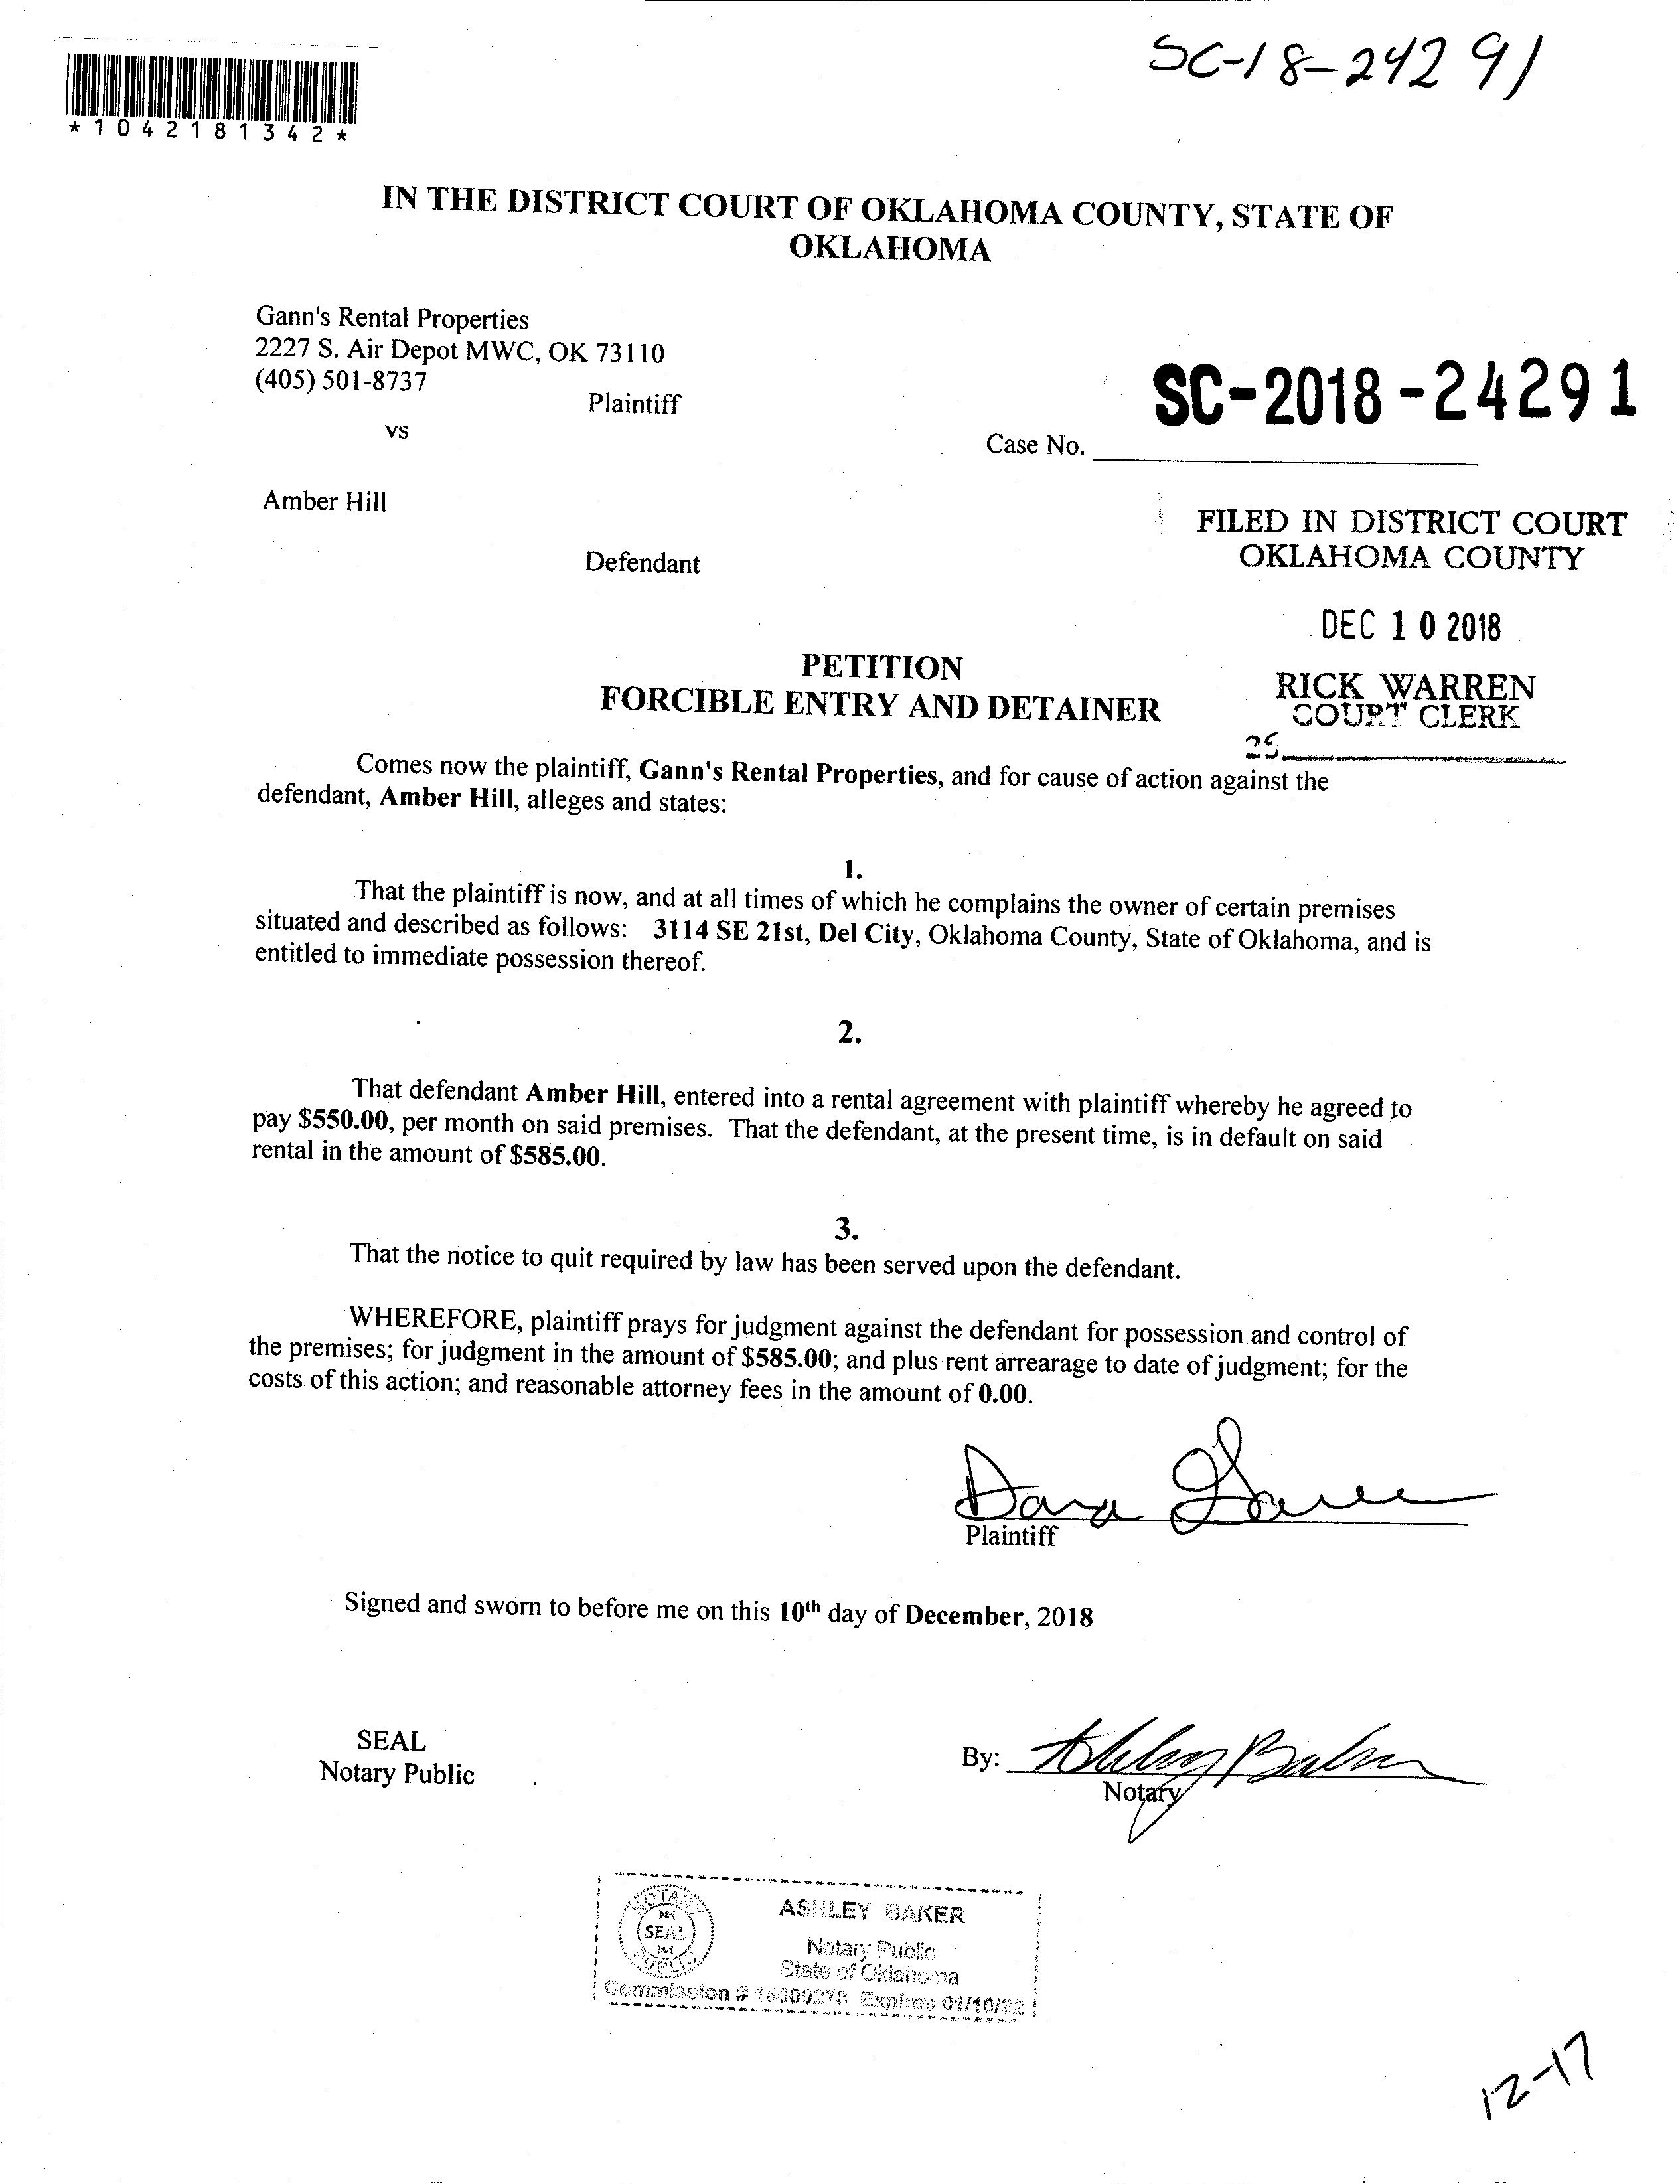 SC-18-24291
*1042181342*
IN THE DISTRICT COURT OF OKLAHOMA COUNTY, STATE OF
OKLAHOMA
Gann's Rental Properties
2227 S. Air Depot MWC, OK 73110
(405) 501-8737
Plaintiff
vs
SC-2018-24291
Case No.
Amber Hill
Defendant
FILED IN DISTRICT COURT
OKLAHOMA COUNTY
DEC 10 2018
RICK WARREN
COURT CLERK
25
PETITION
FORCIBLE ENTRY AND DETAINER
Comes now the plaintiff, Gann's Rental Properties, and for cause of action against the
defendant, Amber Hill, alleges and states:
1.
That the plaintiff is now, and at all times of which he complains the owner of certain premises
situated and described as follows: 3114 SE 21st, Del City, Oklahoma County, State of Oklahoma, and is
entitled to immediate possession thereof.
2.
That defendant Amber Hill, entered into a rental agreement with plaintiff whereby he agreed to
pay $550.00, per month on said premises. That the defendant, at the present time, is in default on said
rental in the amount of $585.00.
3.
That the notice to quit required by law has been served upon the defendant.
WHEREFORE, plaintiff prays for judgment against the defendant for possession and control of
the premises; for judgment in the amount of $585.00; and plus rent arrearage to date of judgment; for the
costs of this action; and reasonable attorney fees in the amount of 0.00.
Dara
Plaintiff
Signed and sworn to before me on this 10th day of December, 2018
SEAL
Notary Public
By: Ashley Baker
Notary
NOTARY
SEAL
PUBLIC
ASHLEY BAKER
Notary Public
State of Oklahoma
Commission # 18000278 Expires 01/10/22
12-17